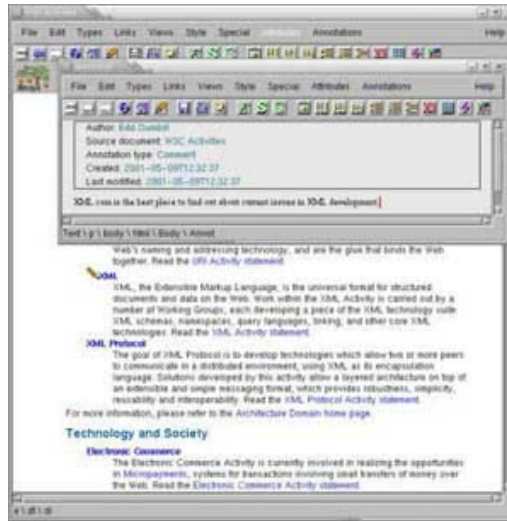 File Edit Types Links Views Style Special Attributes Annotations Help
File Edit Types Links Views Style Special Attributes Annotations Help
Author: Edd Dumbill
Source document: W3C Activities
Annotation type: Comment
Created: 2001-05-09T12:32:37
Last modified: 2001-05-09T12:32:37
XML.com is the best place to find out about current issues in XML development
Text \ p \ body \ html \ Body \ Annot
Web's naming and addressing technology, and are the glue that binds the Web
together. Read the URI Activity statement.
XML
XML, the Extensible Markup Language, is the universal format for structured
documents and data on the Web. Work within the XML Activity is carried out by a
number of Working Groups, each developing a piece of the XML technology suite:
XML schemas, namespaces, query languages, linking, and other core XML
technologies. Read the XML Activity statement.
XML Protocol
The goal of XML Protocol is to develop technologies which allow two or more peers
to communicate in a distributed environment, using XML as its encapsulation
language. Solutions developed by this activity allow a layered architecture on top of
an extensible and simple messaging format, which provides robustness, simplicity,
reusability and interoperability. Read the XML Protocol Activity statement.
For more information, please refer to the Architecture Domain home page.
Technology and Society
Electronic Commerce
The Electronic Commerce Activity is currently involved in realizing the opportunities
in Micropayments, systems for transactions involving small transfers of money over
the Web. Read the Electronic Commerce Activity statement.